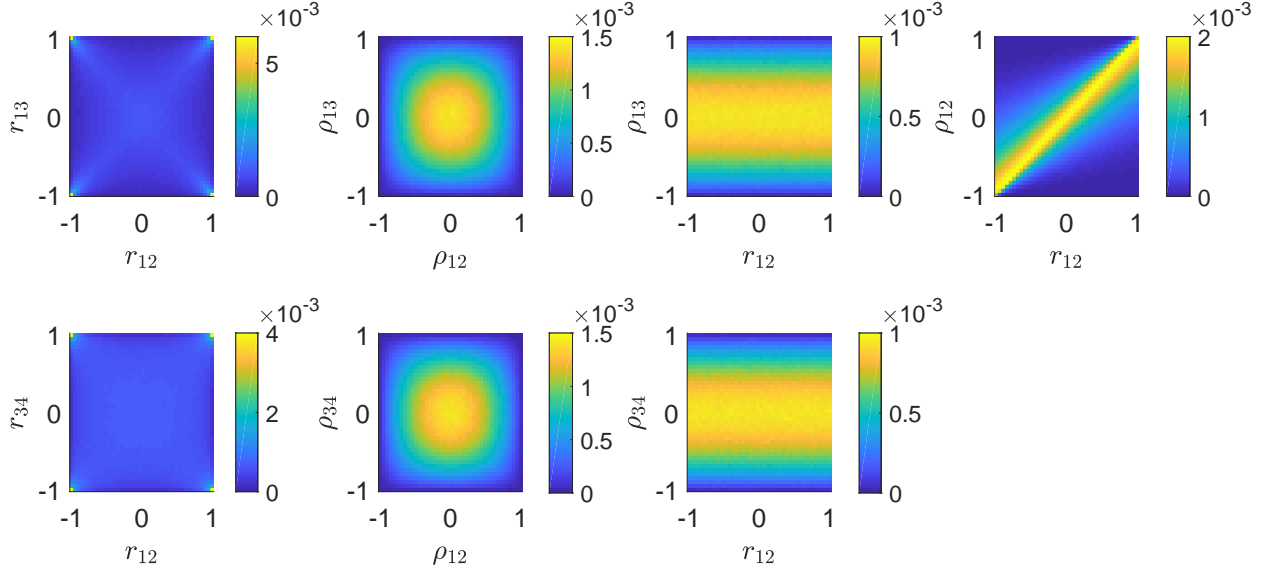 ×10⁻³ ×10⁻³ ×10⁻³ ×10⁻³
r₁₃ 1 0 -1 5 0
-1 0 1
r₁₂
ρ₁₃ 1 0 -1 1.5 1 0.5 0
-1 0 1
ρ₁₂
ρ₁₃ 1 0 -1 1 0.5 0
-1 0 1
r₁₂
ρ₁₂ 1 0 -1 2 1 0
-1 0 1
r₁₂
×10⁻³ ×10⁻³ ×10⁻³
r₃₄ 1 0 -1 4 2 0
-1 0 1
r₁₂
ρ₃₄ 1 0 -1 1.5 1 0.5 0
-1 0 1
ρ₁₂
ρ₃₄ 1 0 -1 1 0.5 0
-1 0 1
r₁₂